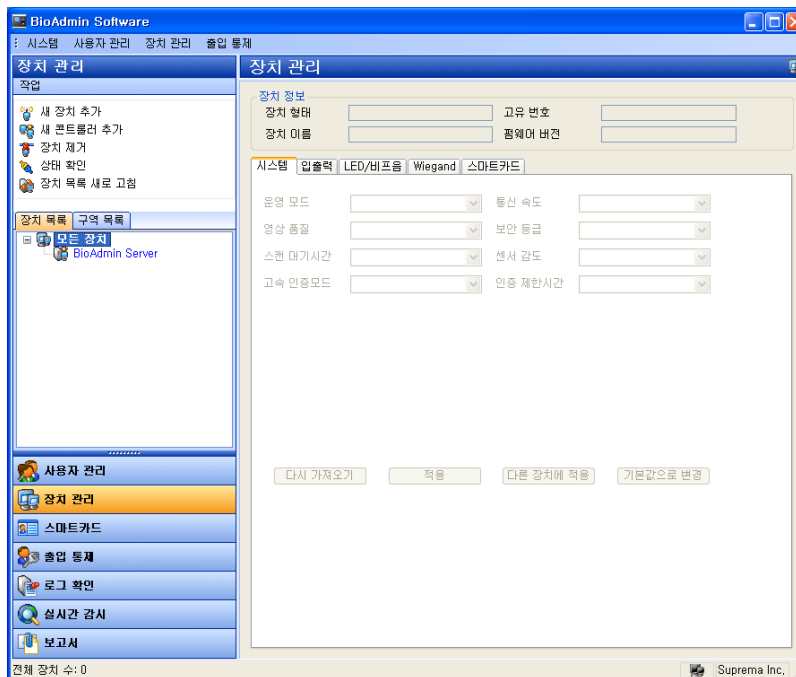 BioAdmin Software
시스템 사용자 관리 장치 관리 출입 통제
장치 관리
작업
새 장치 추가
새 콘트롤러 추가
장치 제거
상태 확인
장치 목록 새로 고침
장치 목록 구역 목록
모든 장치
BioAdmin Server
사용자 관리
장치 관리
스마트카드
출입 통제
로그 확인
실시간 감시
보고서
장치 관리
장치 정보
장치 형태 고유 번호
장치 이름 펌웨어 버전
시스템 입출력 LED/비프음 Wiegand 스마트카드
운영 모드 통신 속도
영상 품질 보안 등급
스캔 대기시간 센서 감도
고속 인증모드 인증 제한시간
다시 가져오기 적용 다른 장치에 적용 기본값으로 변경
전체 장치 수: 0 Suprema Inc.